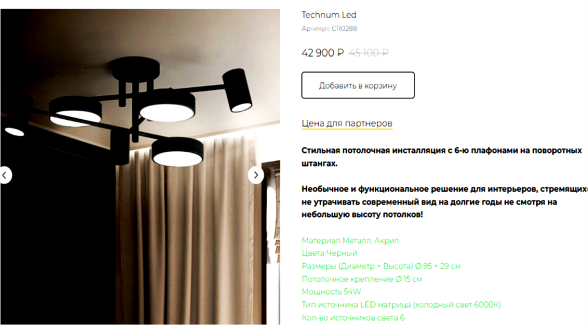 Technum Led
Артикул: CR0288
42 900 ₽ 45 100 ₽
Добавить в корзину
Цена для партнеров
Стильная потолочная инсталляция с 6-ю плафонами на поворотных
штангах.
Необычное и функциональное решение для интерьеров, стремящихс
не утрачивать современный вид на долгие годы не смотря на
небольшую высоту потолков!
Материал Металл, Акрил
Цвета Черный
Размеры (Диаметр × Высота) Ø 95 × 29 см
Потолочное крепление Ø 15 см
Мощность 54W
Тип источника LED матрица (холодный свет 6000К)
Кол-во источников света 6